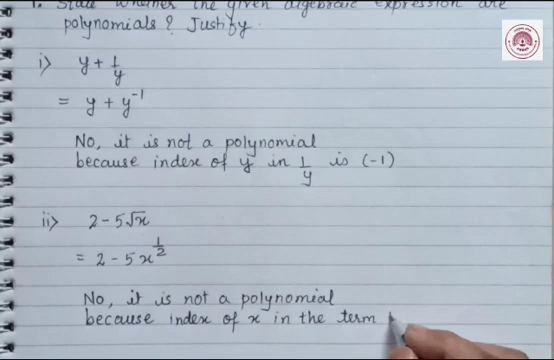 1. State whether the given algebraic expression are
polynomials? Justify.
i) y + 1/y
= y + y⁻¹
No, it is not a polynomial
because index of y in 1/y is (-1)
ii) 2 - 5√x
= 2 - 5x^(1/2)
No, it is not a polynomial
because index of x in the term